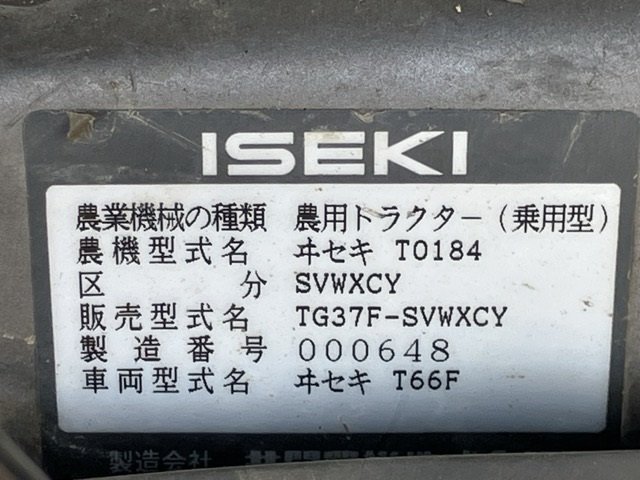 ISEKI
農業機械の種類 農用トラクター(乗用型)
農機型式名 ヰセキ T0184
区分 SVWXCY
販売型式名 TG37F-SVWXCY
製造番号 000648
車両型式名 ヰセキ T66F
製造会社